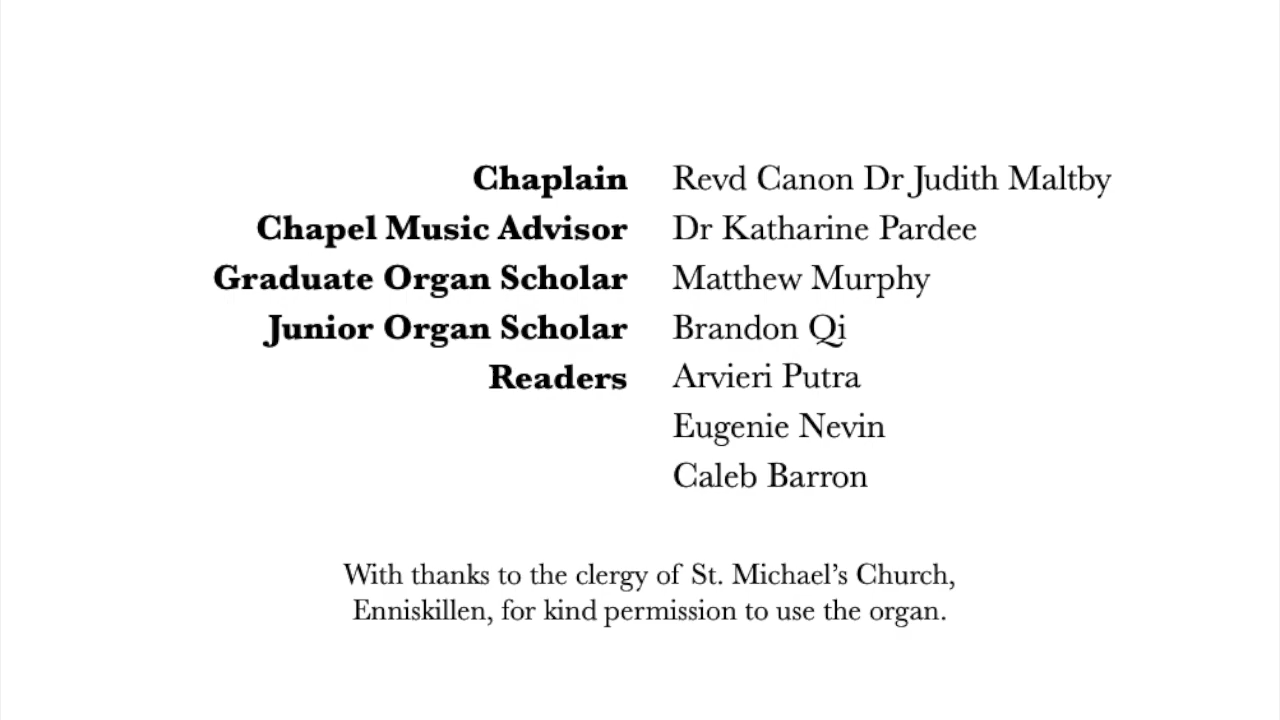 Chaplain Revd Canon Dr Judith Maltby
Chapel Music Advisor Dr Katharine Pardee
Graduate Organ Scholar Matthew Murphy
Junior Organ Scholar Brandon Qi
Readers Arvieri Putra
Eugenie Nevin
Caleb Barron
With thanks to the clergy of St. Michael’s Church,
Enniskillen, for kind permission to use the organ.